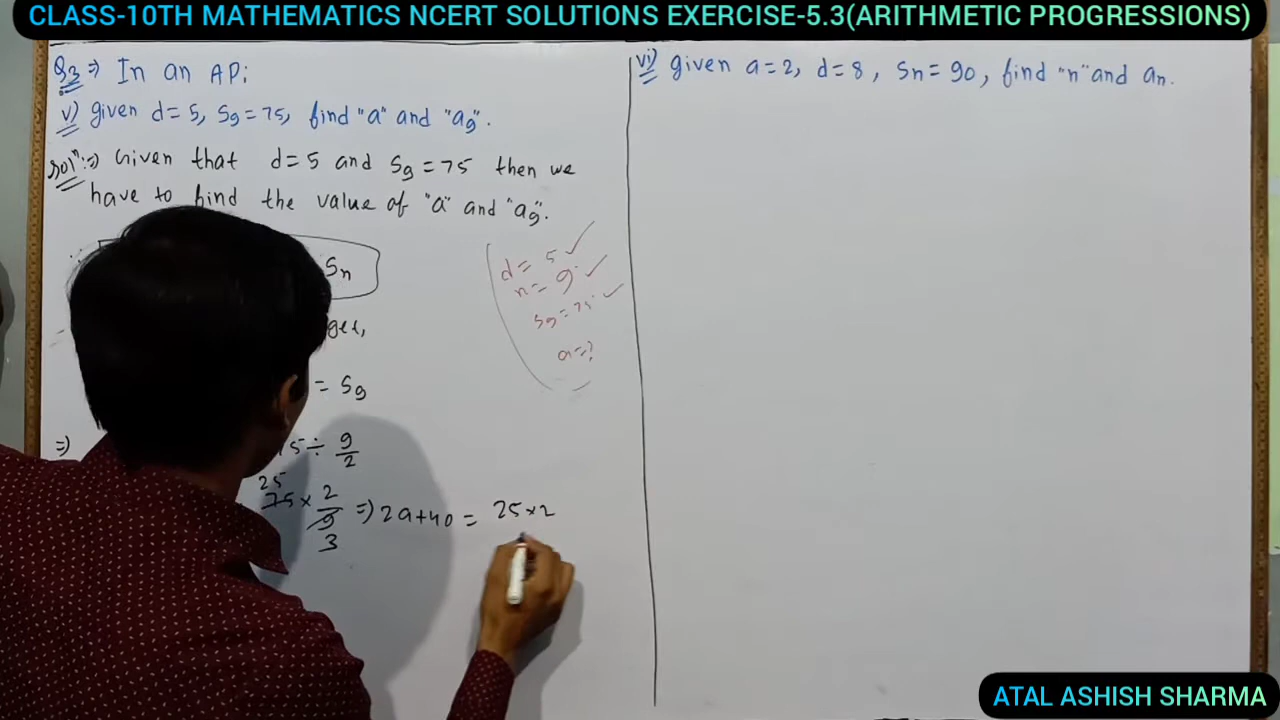 CLASS-10TH MATHEMATICS NCERT SOLUTIONS EXERCISE-5.3(ARITHMETIC PROGRESSIONS)
Q3 => In an AP:
v) given d=5, S9=75, find "a" and "a9".
Soln:=> Given that d=5 and S9=75 then we
have to find the value of "a" and "a9".
Sn
= S9
=> 75 ÷ 9/2
25
75 × 2/9 => 2a+40 = 25×2
3
d= 5 ✓
n= 9 ✓
S9=75 ✓
a=?
vi) given a=2, d=8, Sn=90, find "n" and an.
ATAL ASHISH SHARMA